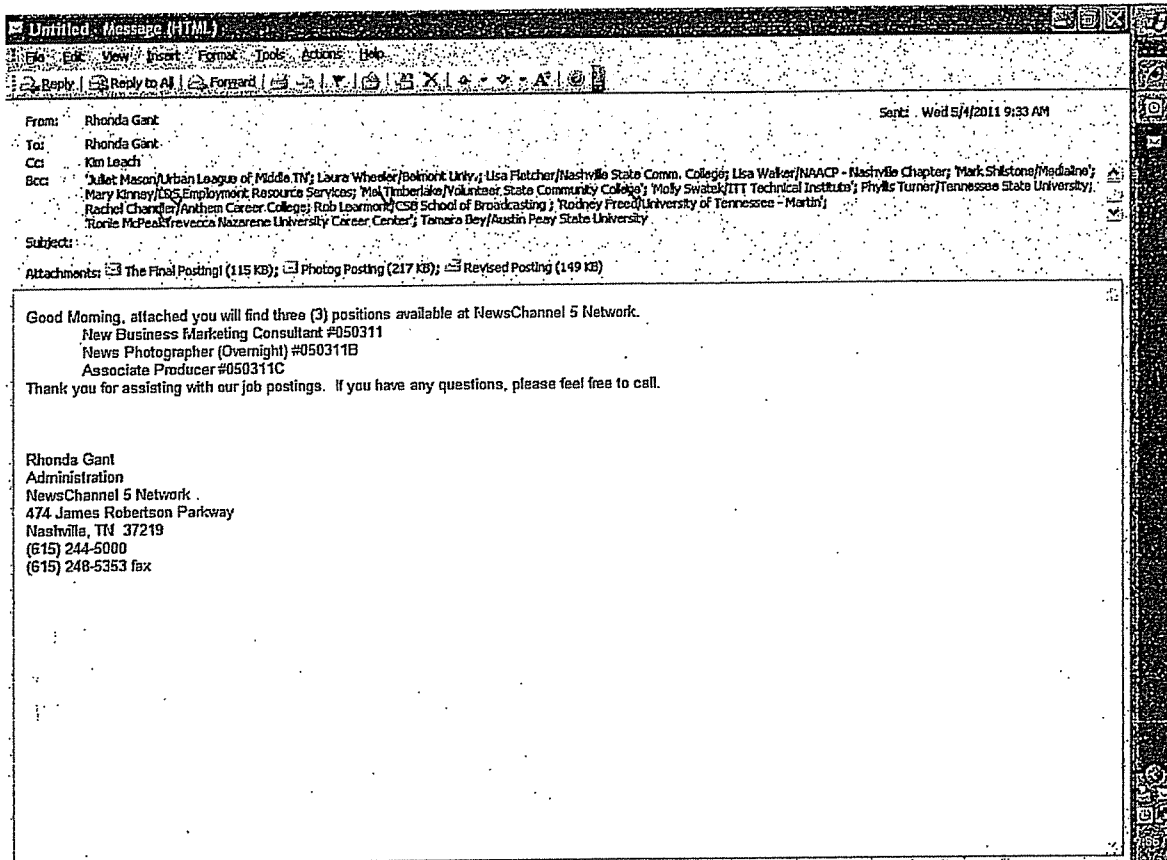 Untitled - Message (HTML)
File Edit View Insert Format Tools Actions Help
Reply | Reply to All | Forward
From: Rhonda Gant Sent: Wed 5/4/2011 9:33 AM
To: Rhonda Gant
Cc: Kim Leach
Bcc: 'Juliet Mason/Urban League of Middle TN'; Laura Wheeler/Belmont Univ.; Lisa Fletcher/Nashville State Comm. College; Lisa Walker/NAACP - Nashville Chapter; 'Mark Shilstone/Medialine';
Mary Kinney/LRS Employment Resource Services; 'Mel Timberlake/Volunteer State Community College'; 'Molly Swatek/ITT Technical Institute'; Phyllis Turner/Tennessee State University;
Rachel Chandler/Anthem Career College; Rob Learmont/CSB School of Broadcasting ; 'Rodney Freed/University of Tennessee - Martin';
McPeak/Trevecca Nazarene University Career Center'; Tamara Bey/Austin Peay State University
Subject:
Attachments: The Final Posting! (115 KB); Photog Posting (217 KB); Revised Posting (149 KB)
Good Morning, attached you will find three (3) positions available at NewsChannel 5 Network.
New Business Marketing Consultant #050311
News Photographer (Overnight) #050311B
Associate Producer #050311C
Thank you for assisting with our job postings. If you have any questions, please feel free to call.
Rhonda Gant
Administration
NewsChannel 5 Network
474 James Robertson Parkway
Nashville, TN 37219
(615) 244-5000
(615) 248-5353 fax